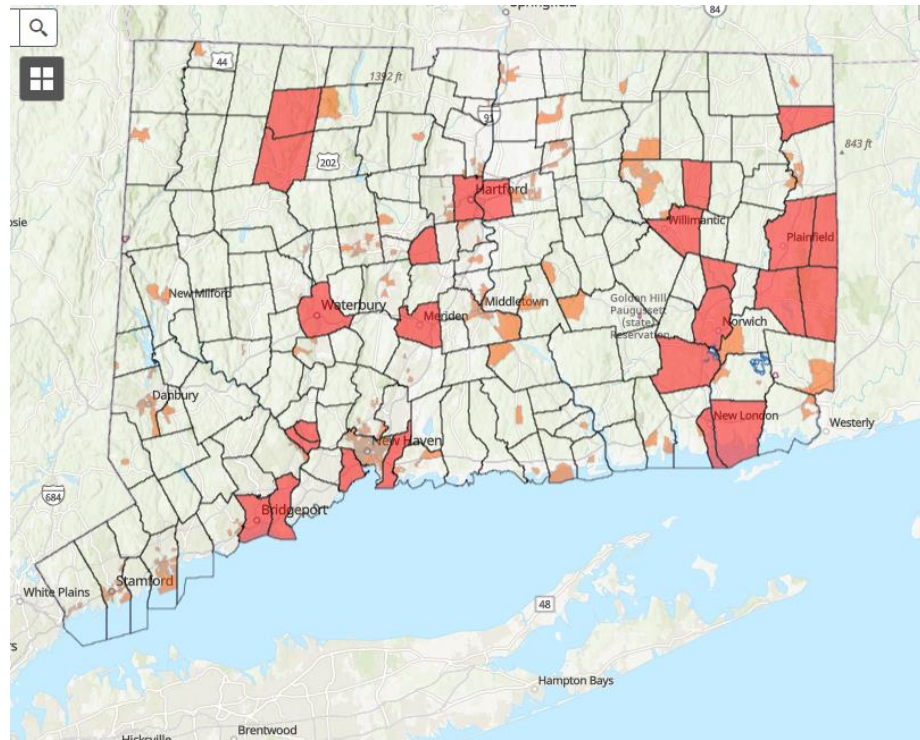 Springfield
84
44
1392 ft
91
202
843 ft
Hartford
Willimantic
Plainfield
New Milford
Waterbury
Meriden
Middletown
Golden Hill
Paugussett
(state)
Reservation
Norwich
Danbury
New Haven
New London
Westerly
684
Bridgeport
Stamford
White Plains
48
Hampton Bays
Brentwood
Hicksville